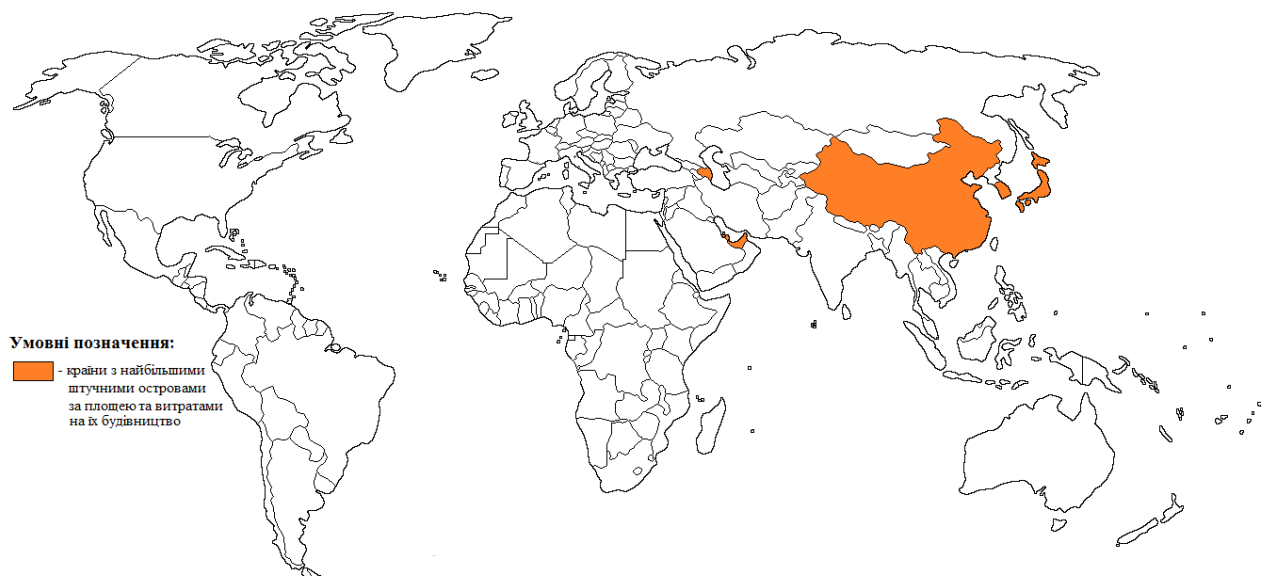 Умовні позначення:
- країни з найбільшими
штучними островами
за площею та витратами
на їх будівництво